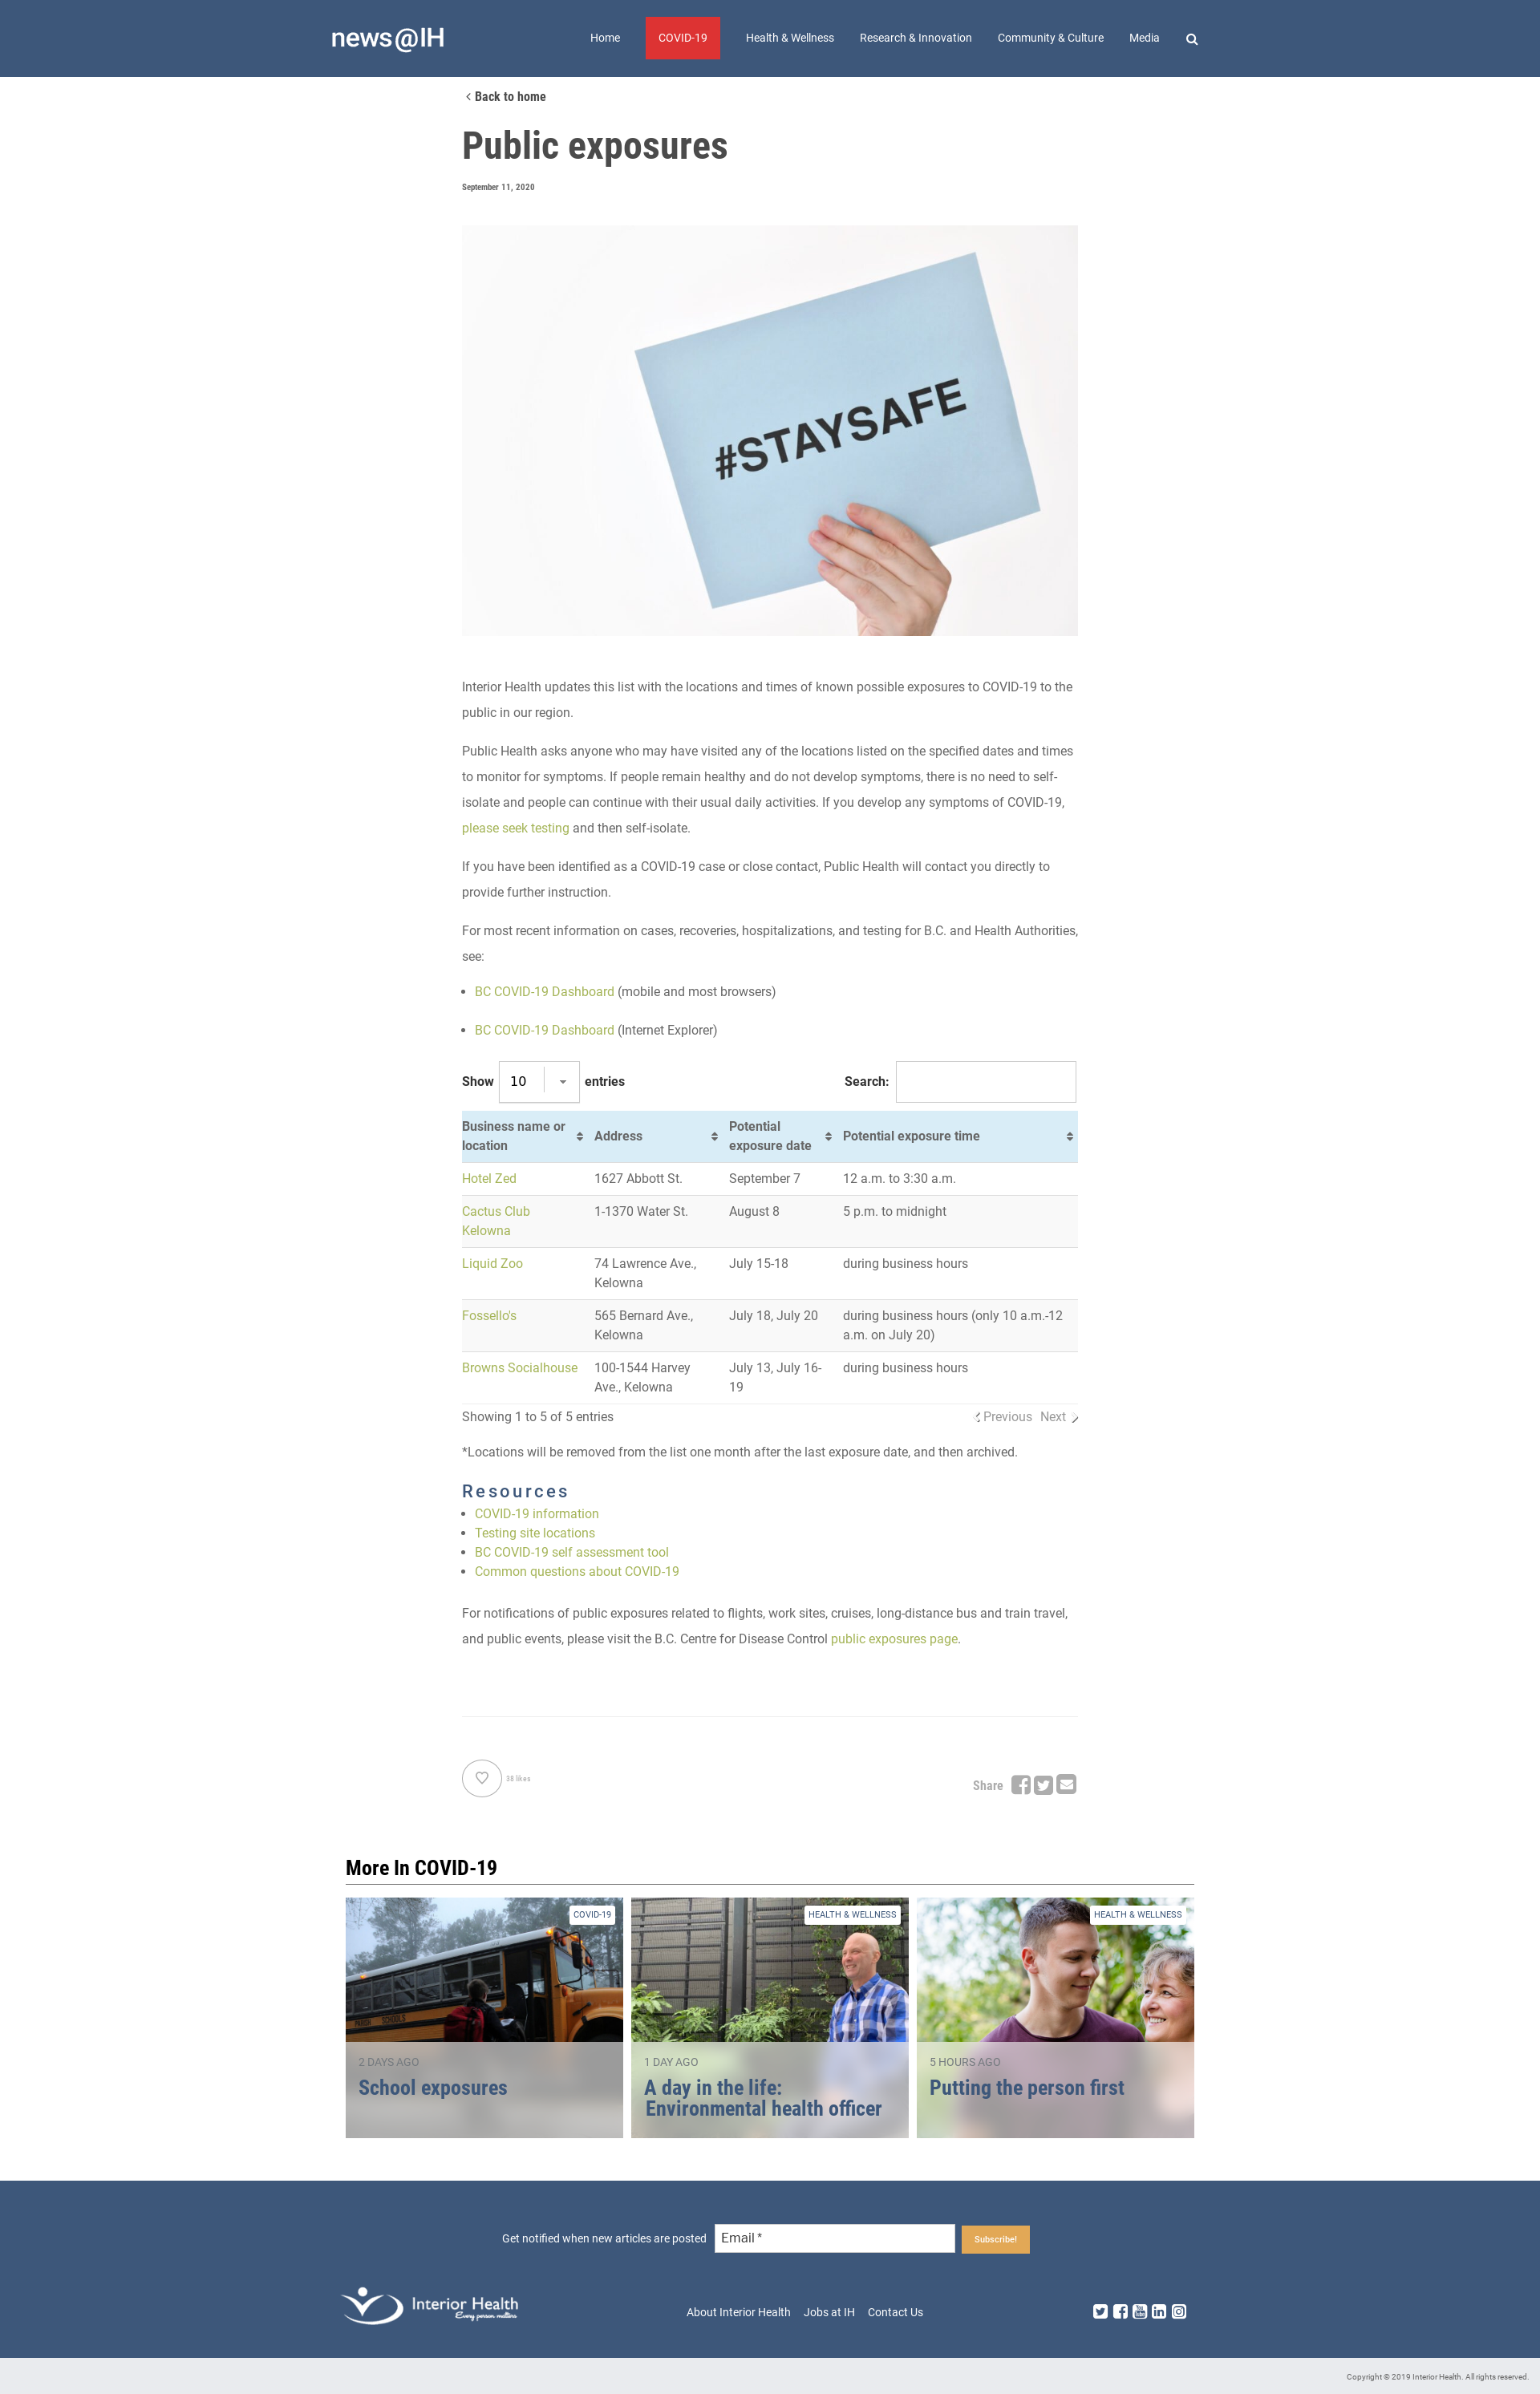 news@IH
Home
COVID-19
Health & Wellness
Research & Innovation
Community & Culture
Media
Back to home
Public exposures
September 11, 2020
#STAYSAFE
Interior Health updates this list with the locations and times of known possible exposures to COVID-19 to the
public in our region.
Public Health asks anyone who may have visited any of the locations listed on the specified dates and times
to monitor for symptoms. If people remain healthy and do not develop symptoms, there is no need to self-
isolate and people can continue with their usual daily activities. If you develop any symptoms of COVID-19,
please seek testing and then self-isolate.
If you have been identified as a COVID-19 case or close contact, Public Health will contact you directly to
provide further instruction.
For most recent information on cases, recoveries, hospitalizations, and testing for B.C. and Health Authorities,
see:
BC COVID-19 Dashboard (mobile and most browsers)
BC COVID-19 Dashboard (Internet Explorer)
Show 10 entries
Search:
Business name or
location
Address
Potential
exposure date
Potential exposure time
Hotel Zed
1627 Abbott St.
September 7
12 a.m. to 3:30 a.m.
Cactus Club
Kelowna
1-1370 Water St.
August 8
5 p.m. to midnight
Liquid Zoo
74 Lawrence Ave.,
Kelowna
July 15-18
during business hours
Fossello's
565 Bernard Ave.,
Kelowna
July 18, July 20
during business hours (only 10 a.m.-12
a.m. on July 20)
Browns Socialhouse
100-1544 Harvey
Ave., Kelowna
July 13, July 16-
19
during business hours
Showing 1 to 5 of 5 entries
Previous
Next
*Locations will be removed from the list one month after the last exposure date, and then archived.
Resources
COVID-19 information
Testing site locations
BC COVID-19 self assessment tool
Common questions about COVID-19
For notifications of public exposures related to flights, work sites, cruises, long-distance bus and train travel,
and public events, please visit the B.C. Centre for Disease Control public exposures page.
38 likes
Share
More In COVID-19
COVID-19
2 DAYS AGO
School exposures
HEALTH & WELLNESS
1 DAY AGO
A day in the life:
Environmental health officer
HEALTH & WELLNESS
5 HOURS AGO
Putting the person first
Get notified when new articles are posted
Email *
Subscribe!
Interior Health
Every person matters
About Interior Health
Jobs at IH
Contact Us
Copyright © 2019 Interior Health. All rights reserved.